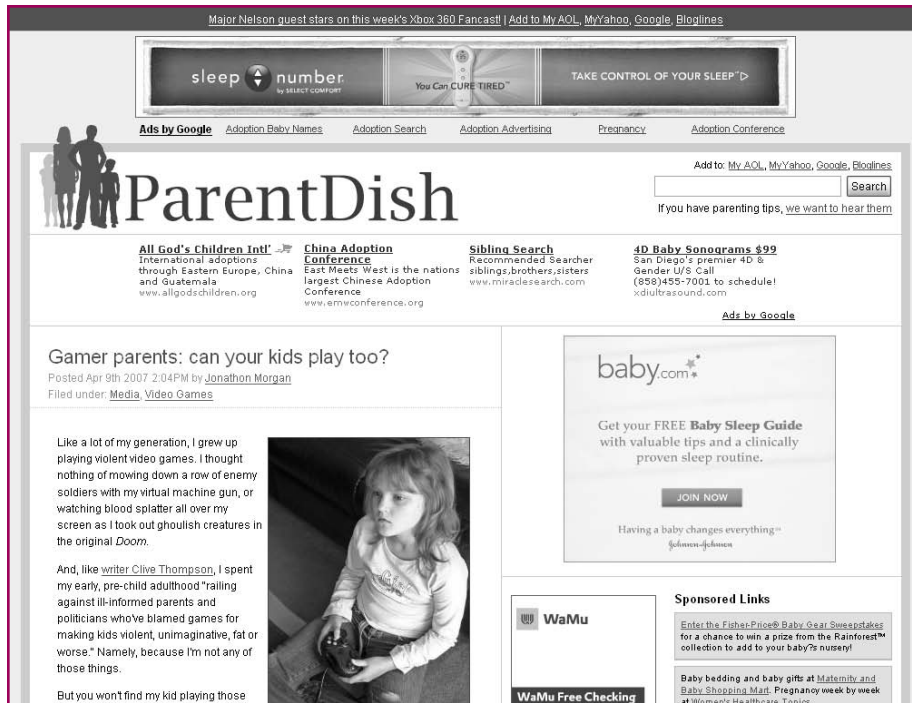 Major Nelson guest stars on this week's Xbox 360 Fancast! | Add to My AOL, MyYahoo, Google, Bloglines
sleep number
by SELECT COMFORT
You Can CURE TIRED™
TAKE CONTROL OF YOUR SLEEP
Ads by Google Adoption Baby Names Adoption Search Adoption Advertising Pregnancy Adoption Conference
ParentDish
Add to: My AOL, MyYahoo, Google, Bloglines
Search
If you have parenting tips, we want to hear them
All God's Children Intl'
International adoptions
through Eastern Europe, China
and Guatemala
www.allgodschildren.org
China Adoption
Conference
East Meets West is the nations
largest Chinese Adoption
Conference
www.emwconference.org
Sibling Search
Recommended Searcher
siblings,brothers,sisters
www.miraclesearch.com
4D Baby Sonograms $99
San Diego's premier 4D &
Gender U/S Call
(858)455-7001 to schedule!
xdiultrasound.com
Ads by Google
Gamer parents: can your kids play too?
Posted Apr 9th 2007 2:04PM by Jonathon Morgan
Filed under: Media, Video Games
Like a lot of my generation, I grew up
playing violent video games. I thought
nothing of mowing down a row of enemy
soldiers with my virtual machine gun, or
watching blood splatter all over my
screen as I took out ghoulish creatures in
the original Doom.
And, like writer Clive Thompson, I spent
my early, pre-child adulthood "railing
against ill-informed parents and
politicians who've blamed games for
making kids violent, unimaginative, fat or
worse." Namely, because I'm not any of
those things.
But you won't find my kid playing those
baby.com
Get your FREE Baby Sleep Guide
with valuable tips and a clinically
proven sleep routine.
JOIN NOW
Having a baby changes everything℠
Johnson & Johnson
WaMu
WaMu Free Checking
Sponsored Links
Enter the Fisher-Price® Baby Gear Sweepstakes
for a chance to win a prize from the Rainforest™
collection to add to your baby?s nursery!
Baby bedding and baby gifts at Maternity and
Baby Shopping Mart. Pregnancy week by week
at Women's Healthcare Topics